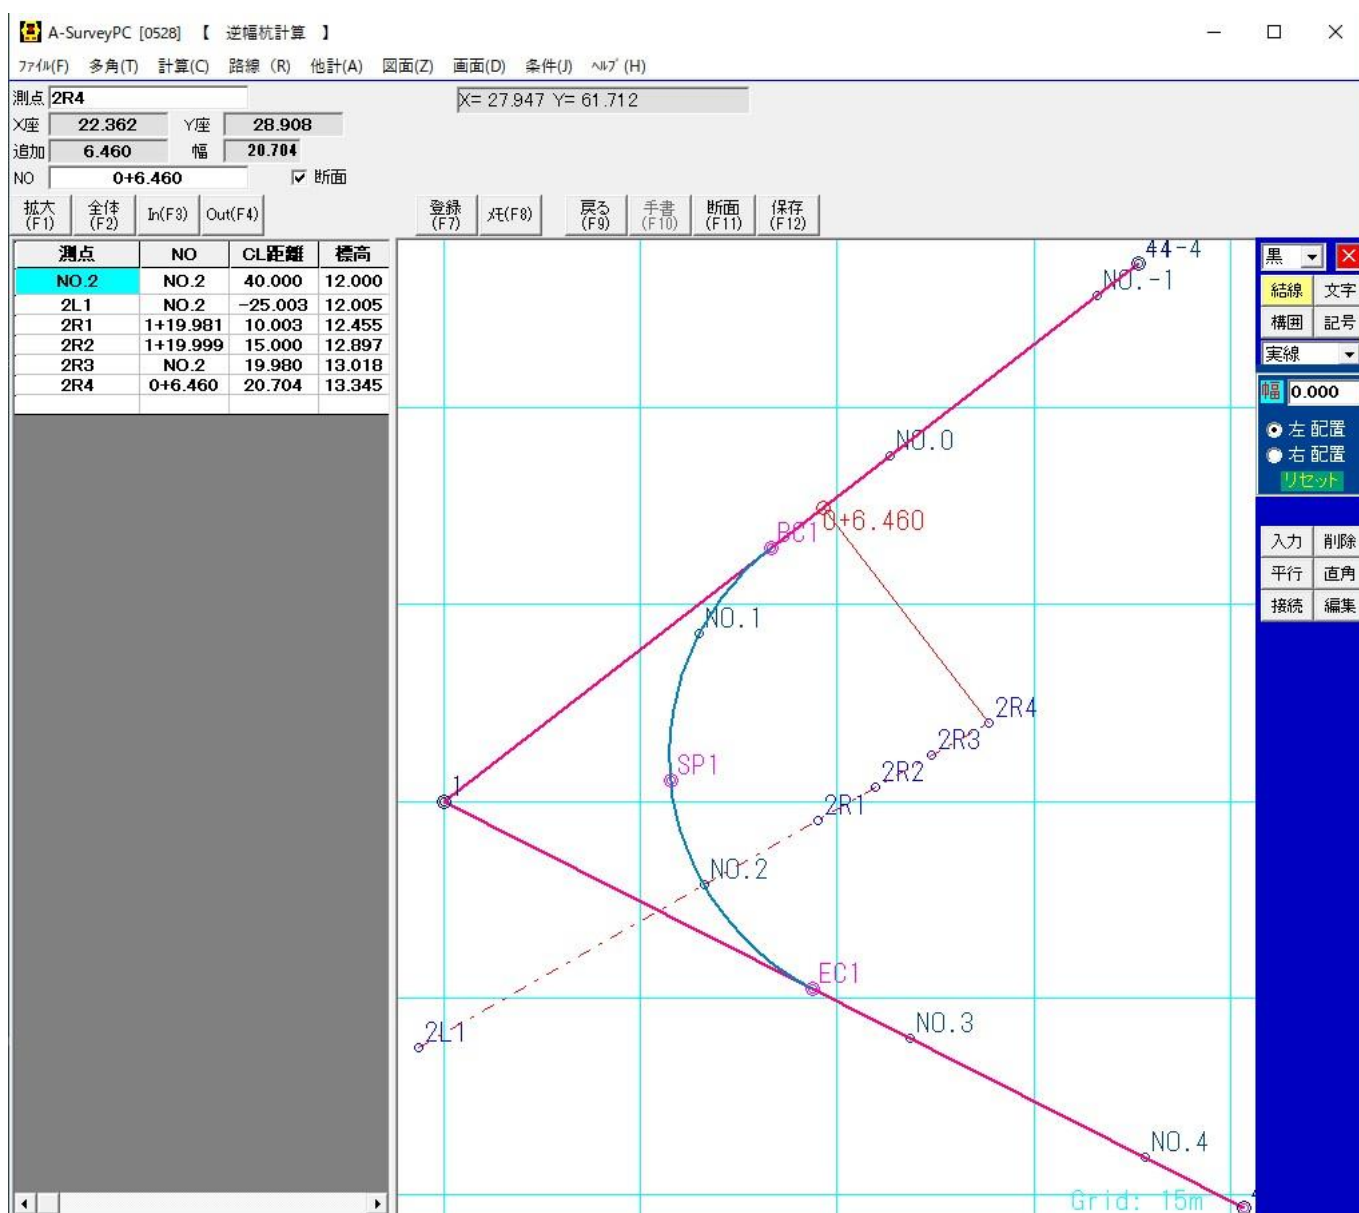 A-SurveyPC [0528] 【 逆幅杭計算 】
ﾌｧｲﾙ(F) 多角(T) 計算(C) 路線 (R) 他計(A) 図面(Z) 画面(D) 条件(J) ﾍﾙﾌﾟ(H)
測点 2R4 X= 27.947 Y= 61.712
X座 22.362 Y座 28.908
追加 6.460 幅 20.704
NO 0+6.460 断面
拡大(F1) 全体(F2) In(F3) Out(F4) 登録(F7) ﾒﾓ(F8) 戻る(F9) 手書(F10) 断面(F11) 保存(F12)
測点 NO CL距離 標高
NO.2 NO.2 40.000 12.000
2L1 NO.2 -25.003 12.005
2R1 1+19.981 10.003 12.455
2R2 1+19.999 15.000 12.897
2R3 NO.2 19.980 13.018
2R4 0+6.460 20.704 13.345
44-4
NO.-1
NO.0
0+6.460
BC1
NO.1
2R4
2R3
SP1
2R2
1
2R1
NO.2
EC1
NO.3
2L1
NO.4
Grid: 15m
黒
結線 文字
構囲 記号
実線
幅 0.000
左配置
右配置
リセット
入力 削除
平行 直角
接続 編集